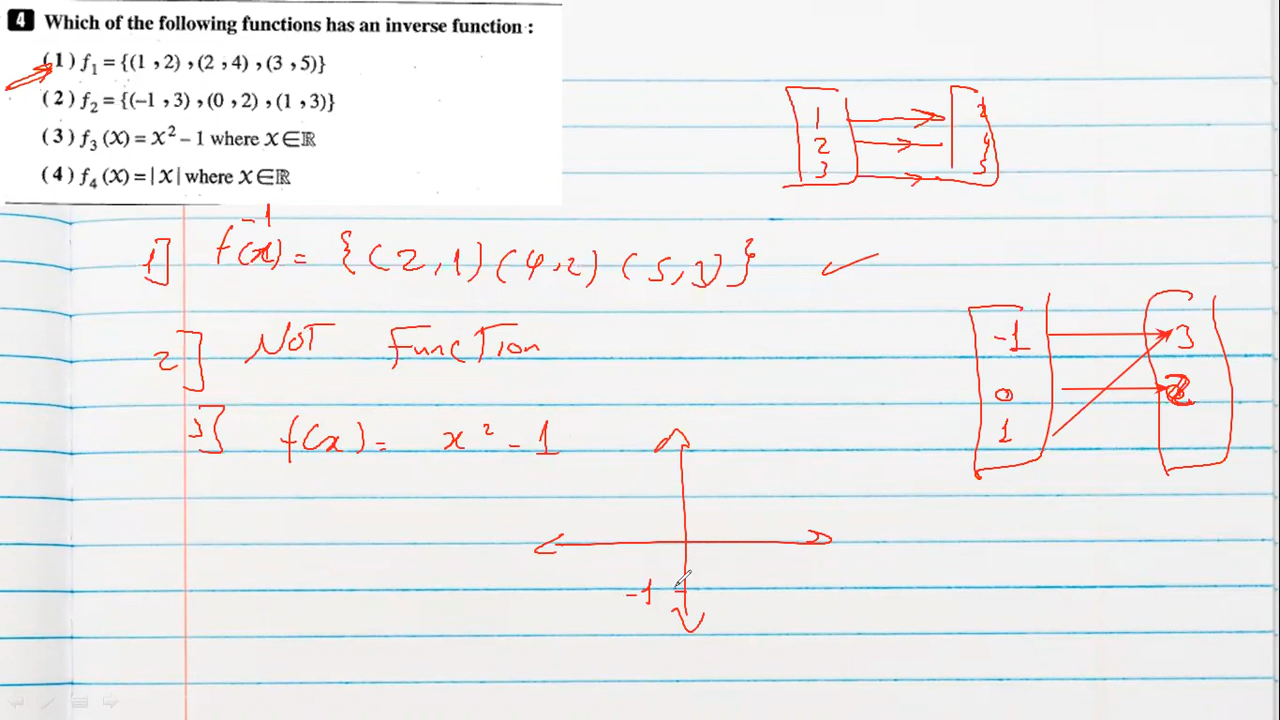 4 Which of the following functions has an inverse function :
(1) f₁ = {(1 , 2) , (2 , 4) , (3 , 5)}
(2) f₂ = {(−1 , 3) , (0 , 2) , (1 , 3)}
(3) f₃ (X) = X² − 1 where X ∈ ℝ
(4) f₄ (X) = | X | where X ∈ ℝ
1 2
2 4
3 5
1] f⁻¹(x) = {(2,1) (4,2) (5,3)} ✓
2] NOT FuncTion
-1 3
0 2
1
3] f(x) = x² - 1
-1